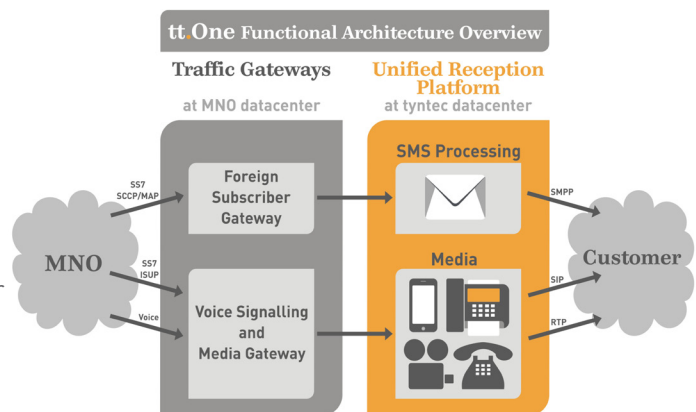 tt.One Functional Architecture Overview
Traffic Gateways
at MNO datacenter
Unified Reception
Platform
at tyntec datacenter
SS7
SCCP/MAP
Foreign
Subscriber
Gateway
SMS Processing
SMPP
MNO
SS7
ISUP
Voice
Voice Signalling
and
Media Gateway
Media
SIP
RTP
Customer